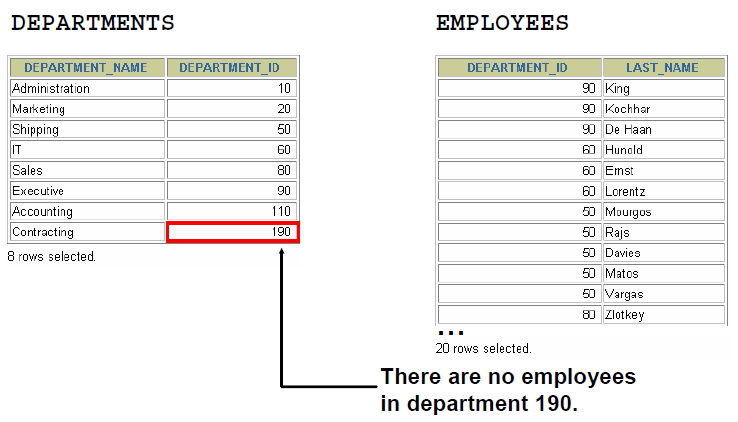 DEPARTMENTS
DEPARTMENT_NAME DEPARTMENT_ID
Administration 10
Marketing 20
Shipping 50
IT 60
Sales 80
Executive 90
Accounting 110
Contracting 190
8 rows selected.
EMPLOYEES
DEPARTMENT_ID LAST_NAME
90 King
90 Kochhar
90 De Haan
60 Hunold
60 Ernst
60 Lorentz
50 Mourgos
50 Rajs
50 Davies
50 Matos
50 Vargas
80 Zlotkey
...
20 rows selected.
There are no employees
in department 190.